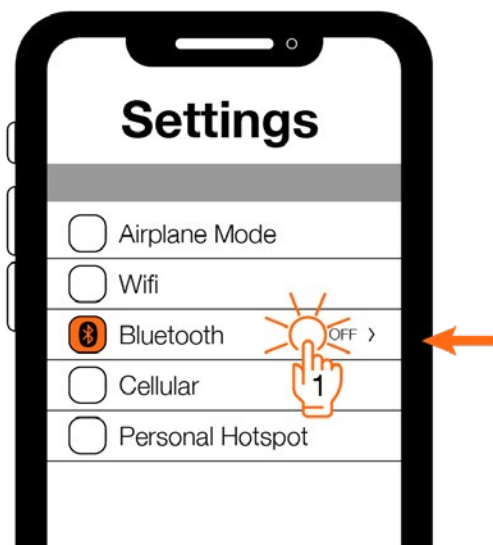 Settings
Airplane Mode
Wifi
Bluetooth OFF >
1
Cellular
Personal Hotspot